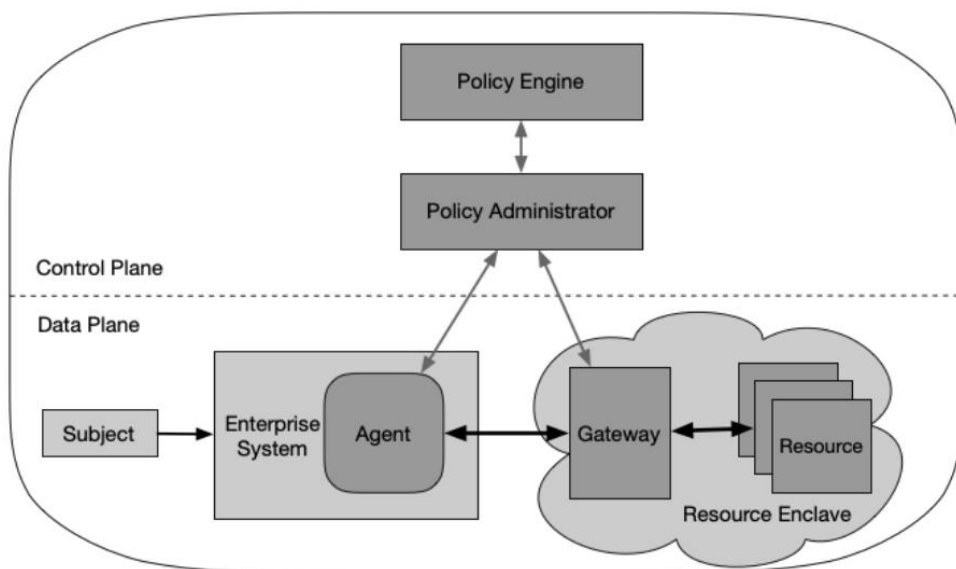 Policy Engine
Policy Administrator
Control Plane
Data Plane
Subject
Enterprise
System
Agent
Gateway
Resource
Resource Enclave